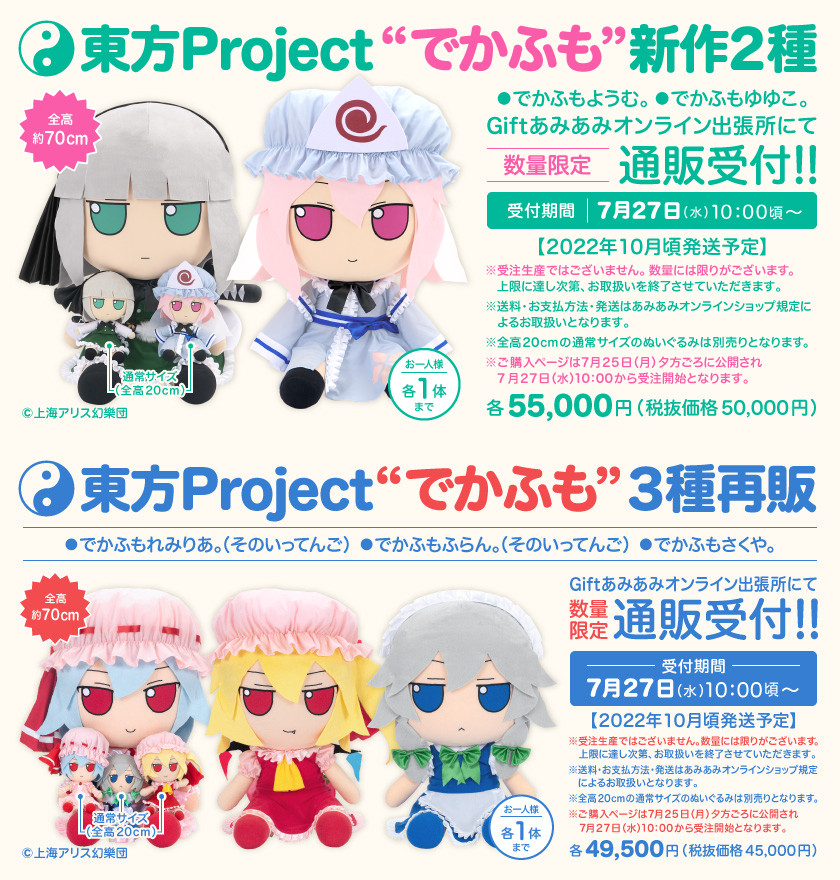 東方Project“でかふも”新作2種
全高
約70cm
●でかふもようむ。●でかふもゆゆこ。
Giftあみあみオンライン出張所にて
数量限定 通販受付!!
受付期間 7月27日(水)10:00頃～
【2022年10月頃発送予定】
※受注生産ではございません。数量には限りがございます。
上限に達し次第、お取扱いを終了させていただきます。
※送料・お支払方法・発送はあみあみオンラインショップ規定に
よるお取扱いとなります。
※全高20cmの通常サイズのぬいぐるみは別売りとなります。
※ご購入ページは7月25日(月)夕方ごろに公開され
7月27日(水)10:00から受注開始となります。
各55,000円(税抜価格50,000円)
通常サイズ
(全高20cm)
お一人様
各1体
まで
©上海アリス幻樂団
東方Project“でかふも”3種再販
●でかふもれみりあ。(そのいってんご) ●でかふもふらん。(そのいってんご) ●でかふもさくや。
全高
約70cm
Giftあみあみオンライン出張所にて
数量
限定 通販受付!!
受付期間
7月27日(水)10:00頃～
【2022年10月頃発送予定】
※受注生産ではございません。数量には限りがございます。
上限に達し次第、お取扱いを終了させていただきます。
※送料・お支払方法・発送はあみあみオンラインショップ規定
によるお取扱いとなります。
※全高20cmの通常サイズのぬいぐるみは別売りとなります。
※ご購入ページは7月25日(月)夕方ごろに公開され
7月27日(水)10:00から受注開始となります。
各49,500円(税抜価格45,000円)
通常サイズ
(全高20cm)
お一人様
各1体
まで
©上海アリス幻樂団